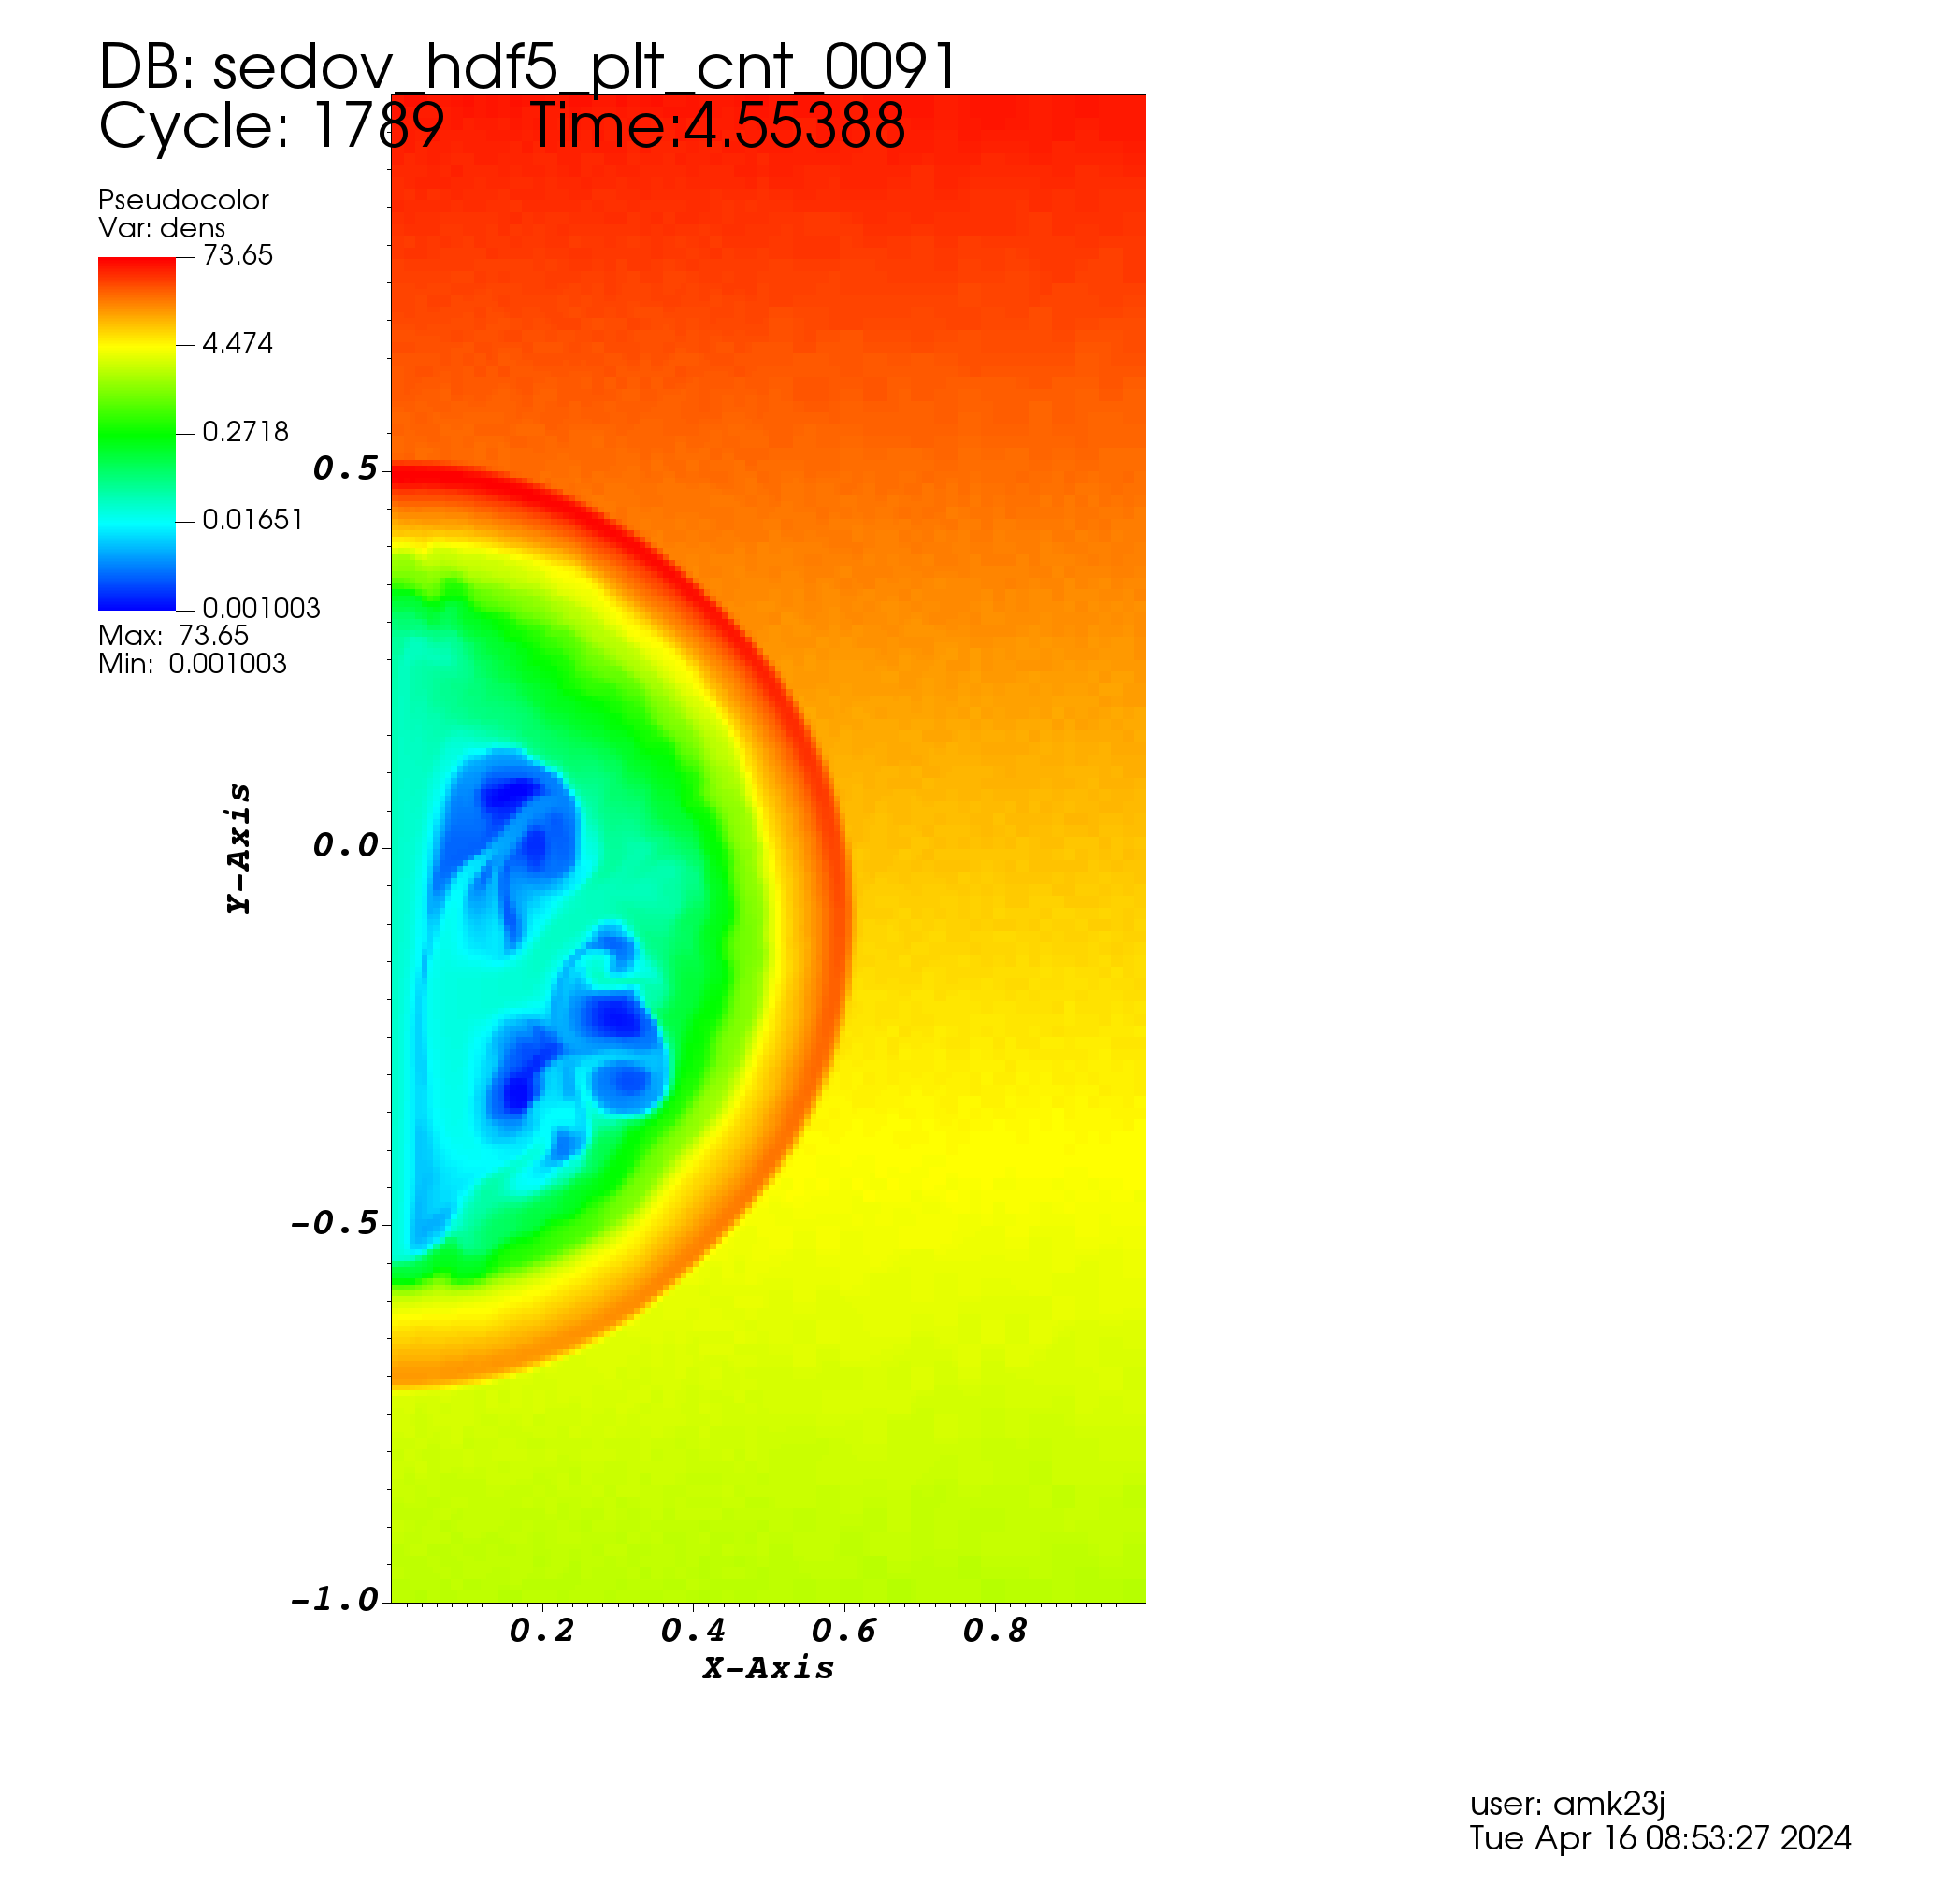 DB: sedov_hdf5_plt_cnt_0091
Cycle: 1789 Time:4.55388
Pseudocolor
Var: dens
73.65
4.474
0.2718
0.01651
0.001003
Max: 73.65
Min: 0.001003
0.5
0.0
-0.5
-1.0
Y-Axis
0.2 0.4 0.6 0.8
X-Axis
user: amk23j
Tue Apr 16 08:53:27 2024